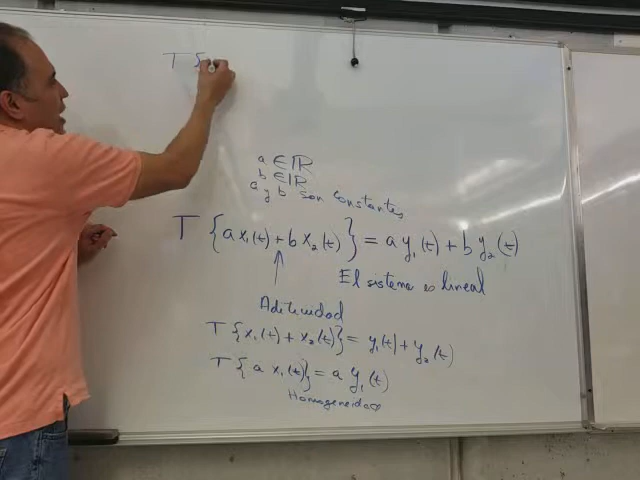 T {
a ∈ IR
b ∈ IR
a y b son constantes
T { a x₁(t) + b x₂(t) } = a y₁(t) + b y₂(t)
El sistema es lineal
Aditividad
T { x₁(t) + x₂(t) } = y₁(t) + y₂(t)
T { a x₁(t) } = a y₁(t)
Homogeneidad